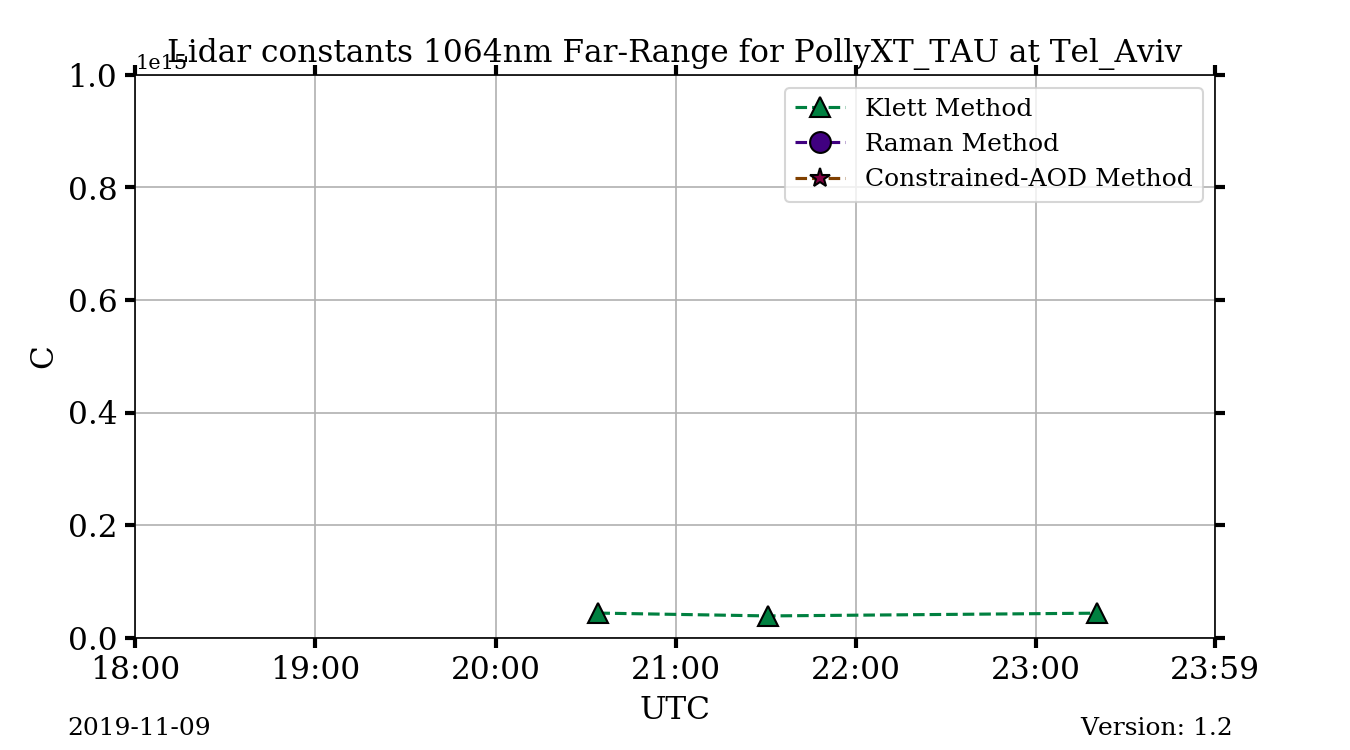 Lidar constants 1064nm Far-Range for PollyXT_TAU at Tel_Aviv
1e15
1.0
0.8
0.6
0.4
0.2
0.0
C
Klett Method
Raman Method
Constrained-AOD Method
18:00 19:00 20:00 21:00 22:00 23:00 23:59
UTC
2019-11-09 Version: 1.2